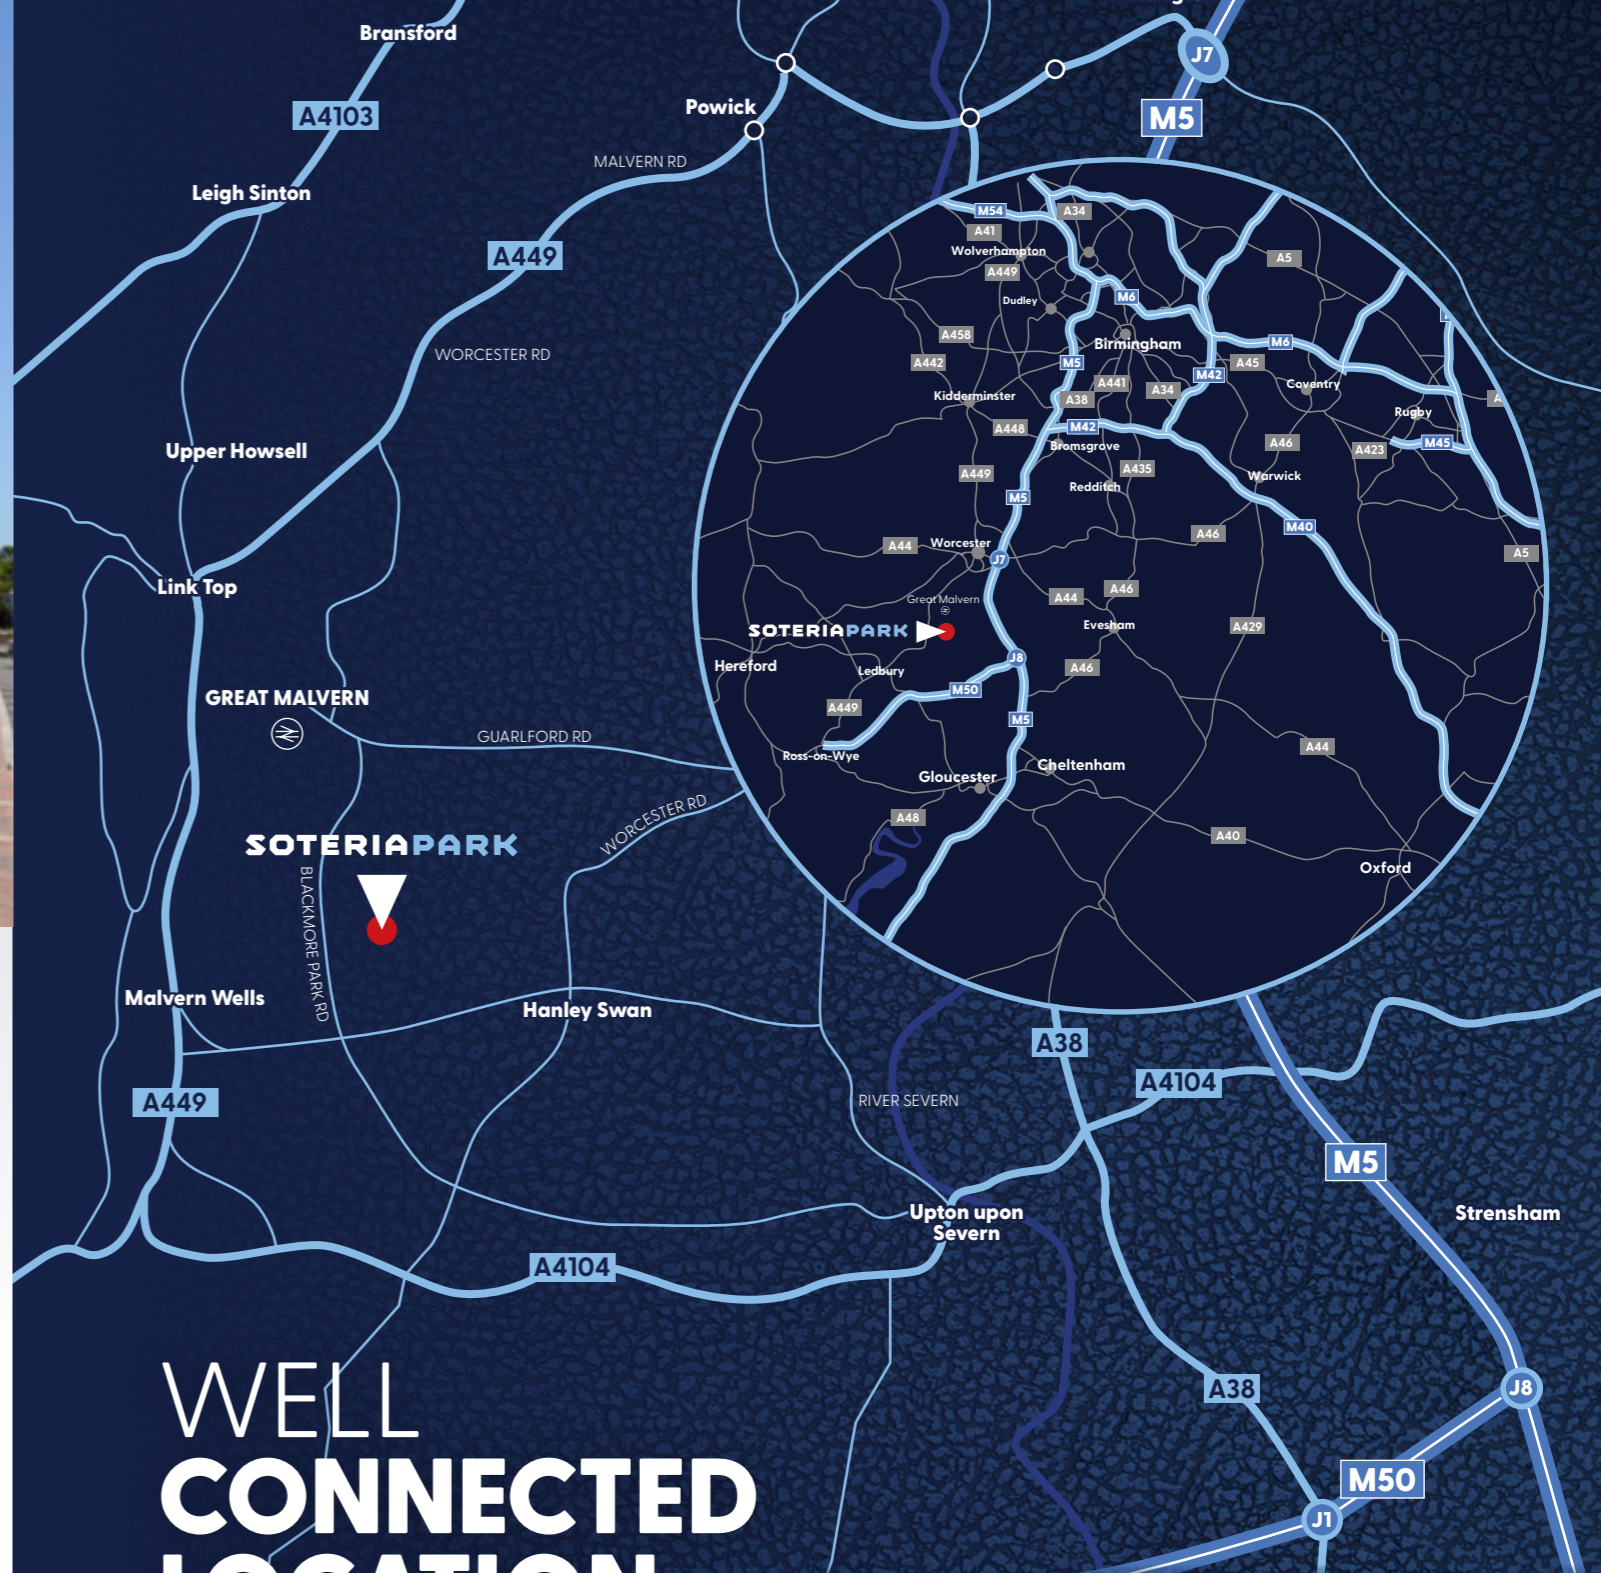 Bransford
J7
A4103
Powick
M5
MALVERN RD
Leigh Sinton
A449
WORCESTER RD
Upper Howsell
Link Top
GREAT MALVERN
GUARLFORD RD
WORCESTER RD
SOTERIAPARK
BLACKMORE PARK RD
Malvern Wells
Hanley Swan
A449
RIVER SEVERN
A38
A4104
M5
Strensham
Upton upon
Severn
A4104
A38
J8
M50
J1
M54
A34
A41
Wolverhampton
A5
A449
M6
Dudley
A458
Birmingham
M6
A442
M5
A45
M42
A441
Coventry
A34
Kidderminster
A38
A
Rugby
A448
M42
A46
M45
Bromsgrove
A423
A449
A435
Warwick
Redditch
M5
M40
A46
A44
Worcester
J7
A5
A46
A44
Great Malvern
Evesham
A429
SOTERIAPARK
J8
Hereford
Ledbury
A46
M50
A449
M5
A44
Ross-on-Wye
Cheltenham
Gloucester
A48
A40
Oxford
WELL
CONNECTED
LOCATION